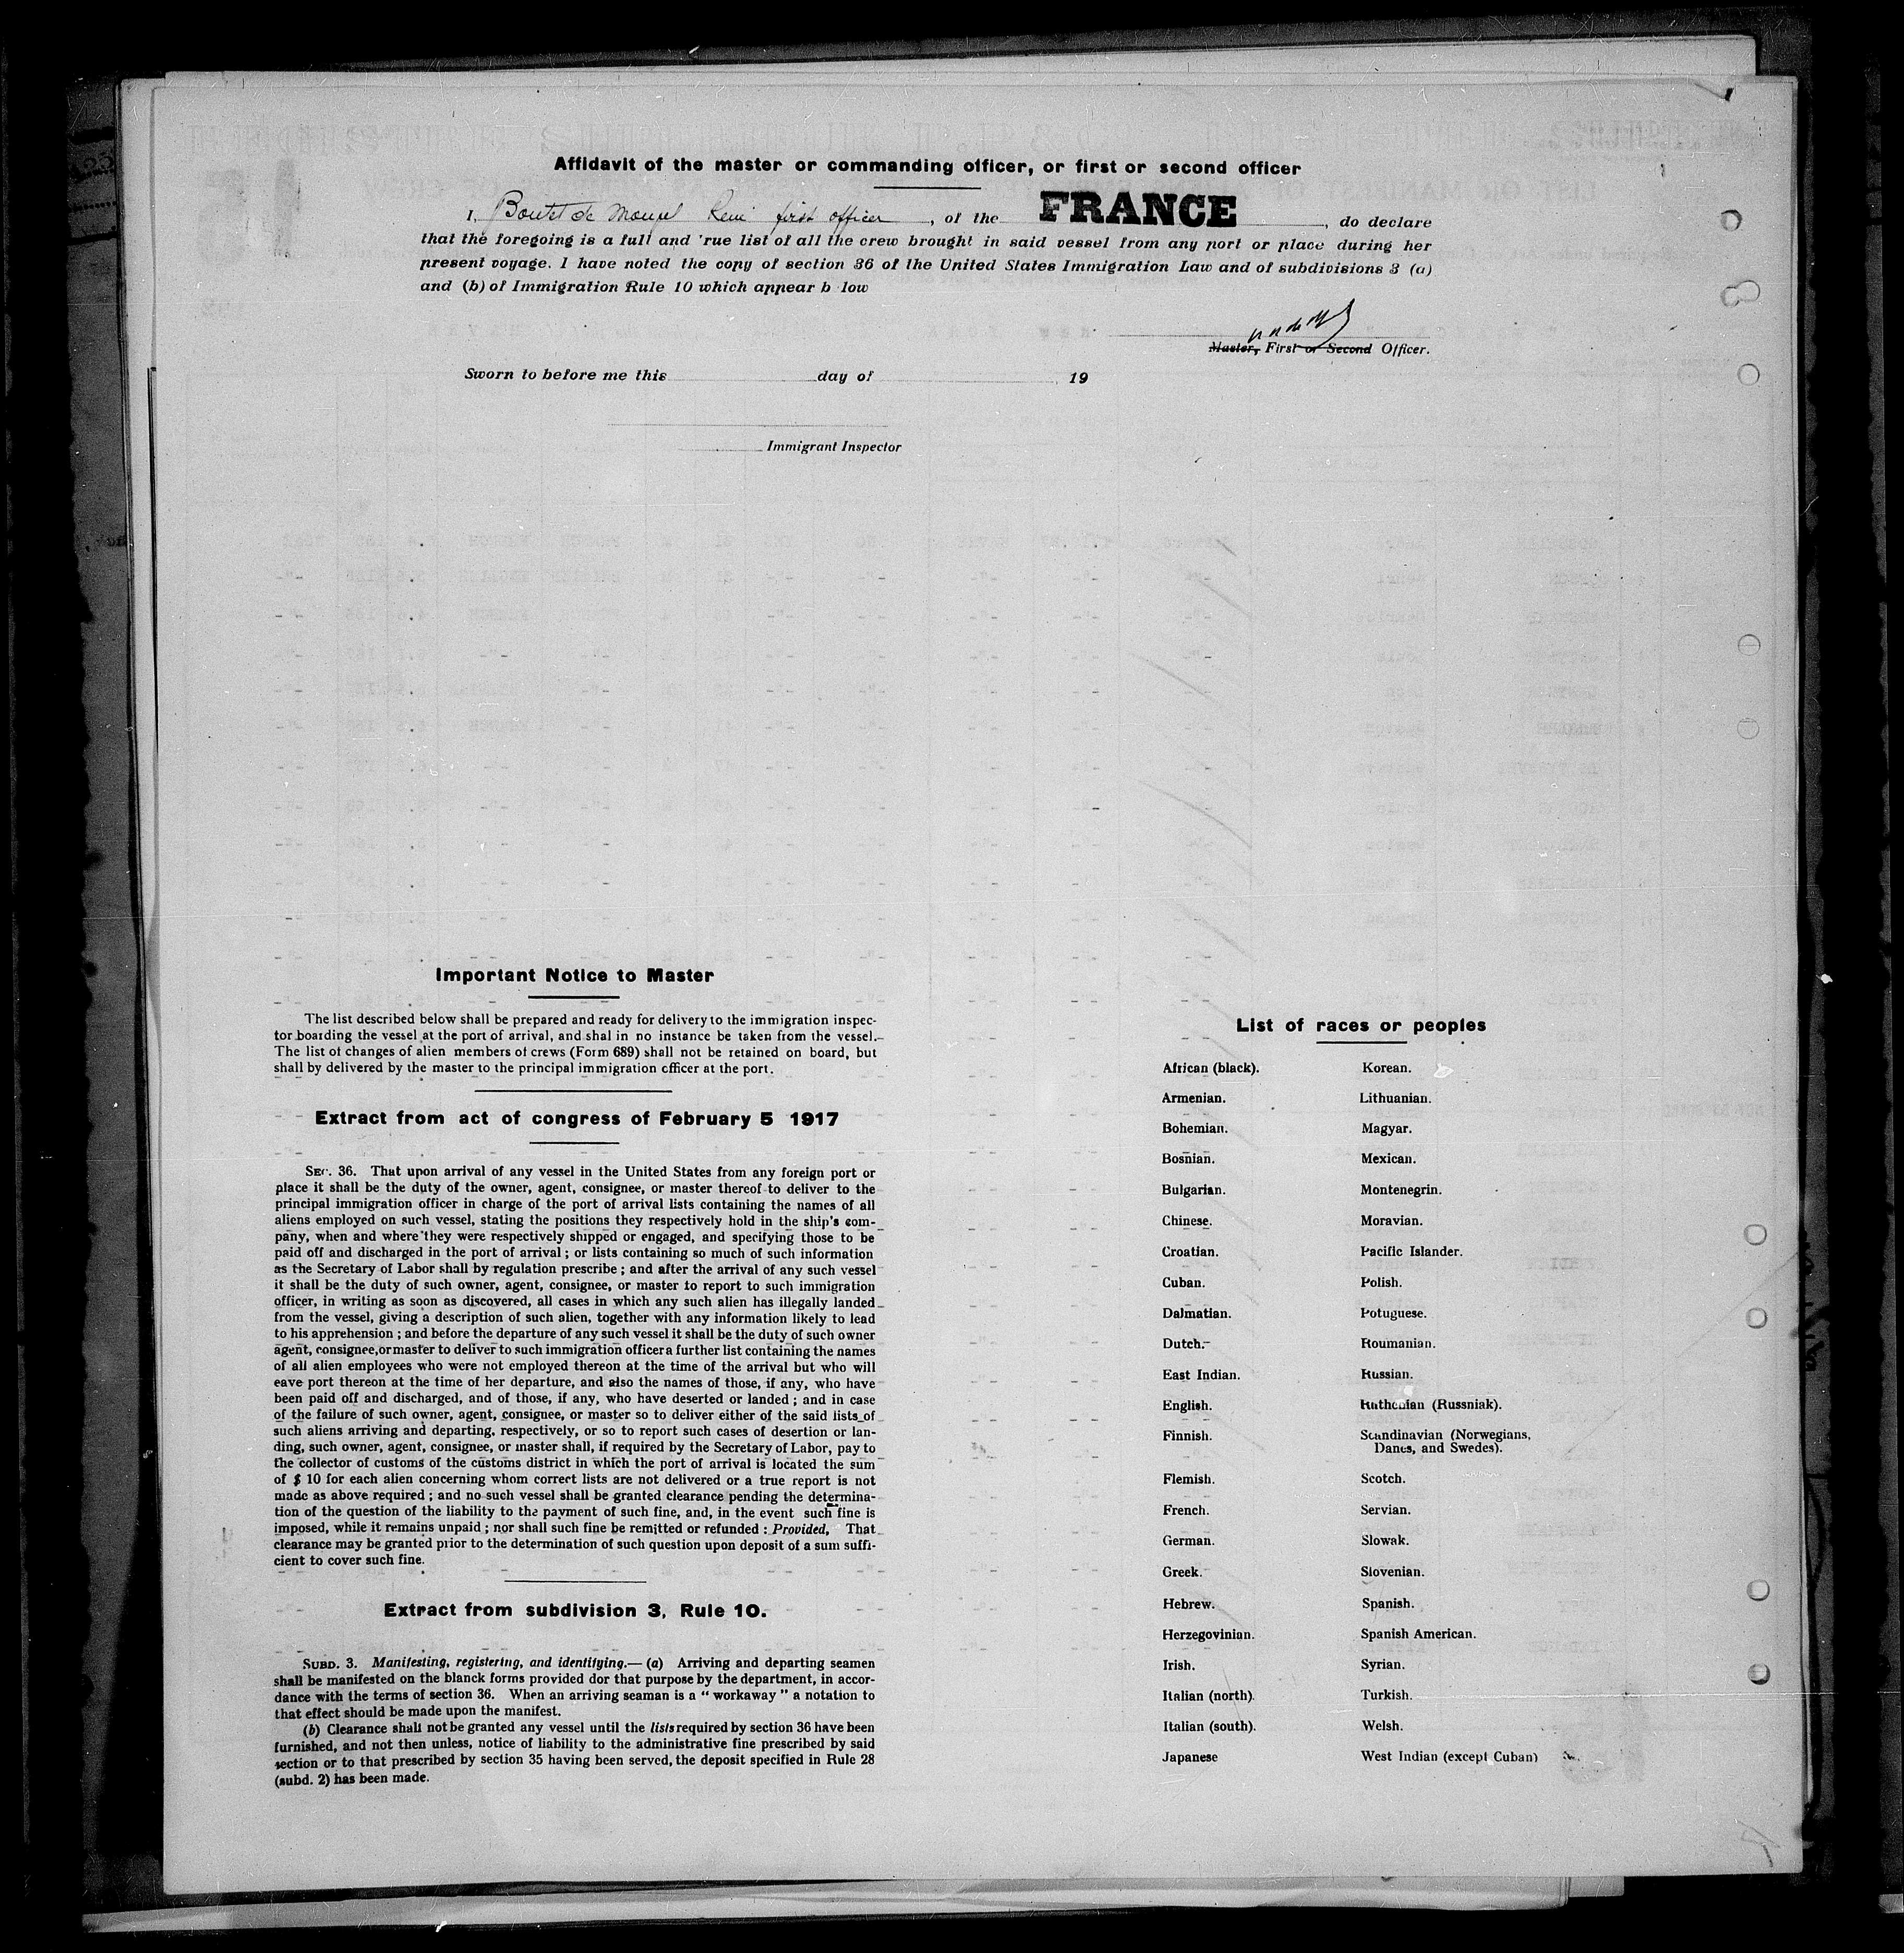 Affidavit of the master or commanding officer, or first or second officer
I, Boutet de Monvel René first officer, of the FRANCE, do declare
that the foregoing is a full and 'rue list of all the crew brought in said vessel from any port or place during her
present voyage. I have noted the copy of section 36 of the United States Immigration Law and of subdivisions 3 (a)
and (b) of Immigration Rule 10 which appear b low
Master, First or Second Officer.
Sworn to before me this day of 19
Immigrant Inspector
Important Notice to Master
The list described below shall be prepared and ready for delivery to the immigration inspec-
tor boarding the vessel at the port of arrival, and shal in no instance be taken from the vessel.
The list of changes of alien members of crews (Form 689) shall not be retained on board, but
shall by delivered by the master to the principal immigration officer at the port.
Extract from act of congress of February 5 1917
SEC. 36. That upon arrival of any vessel in the United States from any foreign port or
place it shall be the duty of the owner, agent, consignee, or master thereof to deliver to the
principal immigration officer in charge of the port of arrival lists containing the names of all
aliens employed on such vessel, stating the positions they respectively hold in the ship's com-
pany, when and where they were respectively shipped or engaged, and specifying those to be
paid off and discharged in the port of arrival; or lists containing so much of such information
as the Secretary of Labor shall by regulation prescribe; and after the arrival of any such vessel
it shall be the duty of such owner, agent, consignee, or master to report to such immigration
officer, in writing as soon as discovered, all cases in which any such alien has illegally landed
from the vessel, giving a description of such alien, together with any information likely to lead
to his apprehension; and before the departure of any such vessel it shall be the duty of such owner
agent, consignee, or master to deliver to such immigration officer a further list containing the names
of all alien employees who were not employed thereon at the time of the arrival but who will
eave port thereon at the time of her departure, and also the names of those, if any, who have
been paid off and discharged, and of those, if any, who have deserted or landed; and in case
of the failure of such owner, agent, consignee, or master so to deliver either of the said lists of
such aliens arriving and departing, respectively, or so to report such cases of desertion or lan-
ding, such owner, agent, consignee, or master shall, if required by the Secretary of Labor, pay to
the collector of customs of the customs district in which the port of arrival is located the sum
of $ 10 for each alien concerning whom correct lists are not delivered or a true report is not
made as above required; and no such vessel shall be granted clearance pending the determina-
tion of the question of the liability to the payment of such fine, and, in the event such fine is
imposed, while it remains unpaid; nor shall such fine be remitted or refunded: Provided, That
clearance may be granted prior to the determination of such question upon deposit of a sum suffi-
cient to cover such fine.
Extract from subdivision 3, Rule 10.
SUBD. 3. Manifesting, registering, and identifying.— (a) Arriving and departing seamen
shall be manifested on the blanck forms provided dor that purpose by the department, in accor-
dance with the terms of section 36. When an arriving seaman is a "workaway" a notation to
that effect should be made upon the manifest.
(b) Clearance shall not be granted any vessel until the lists required by section 36 have been
furnished, and not then unless, notice of liability to the administrative fine prescribed by said
section or to that prescribed by section 35 having been served, the deposit specified in Rule 28
(subd. 2) has been made.
List of races or peoples
African (black). Korean.
Armenian. Lithuanian.
Bohemian. Magyar.
Bosnian. Mexican.
Bulgarian. Montenegrin.
Chinese. Moravian.
Croatian. Pacific Islander.
Cuban. Polish.
Dalmatian. Potuguese.
Dutch. Roumanian.
East Indian. Russian.
English. Ruthenian (Russniak).
Finnish. Scandinavian (Norwegians,
Danes, and Swedes).
Flemish. Scotch.
French. Servian.
German. Slowak.
Greek. Slovenian.
Hebrew. Spanish.
Herzegovinian. Spanish American.
Irish. Syrian.
Italian (north). Turkish.
Italian (south). Welsh.
Japanese West Indian (except Cuban)